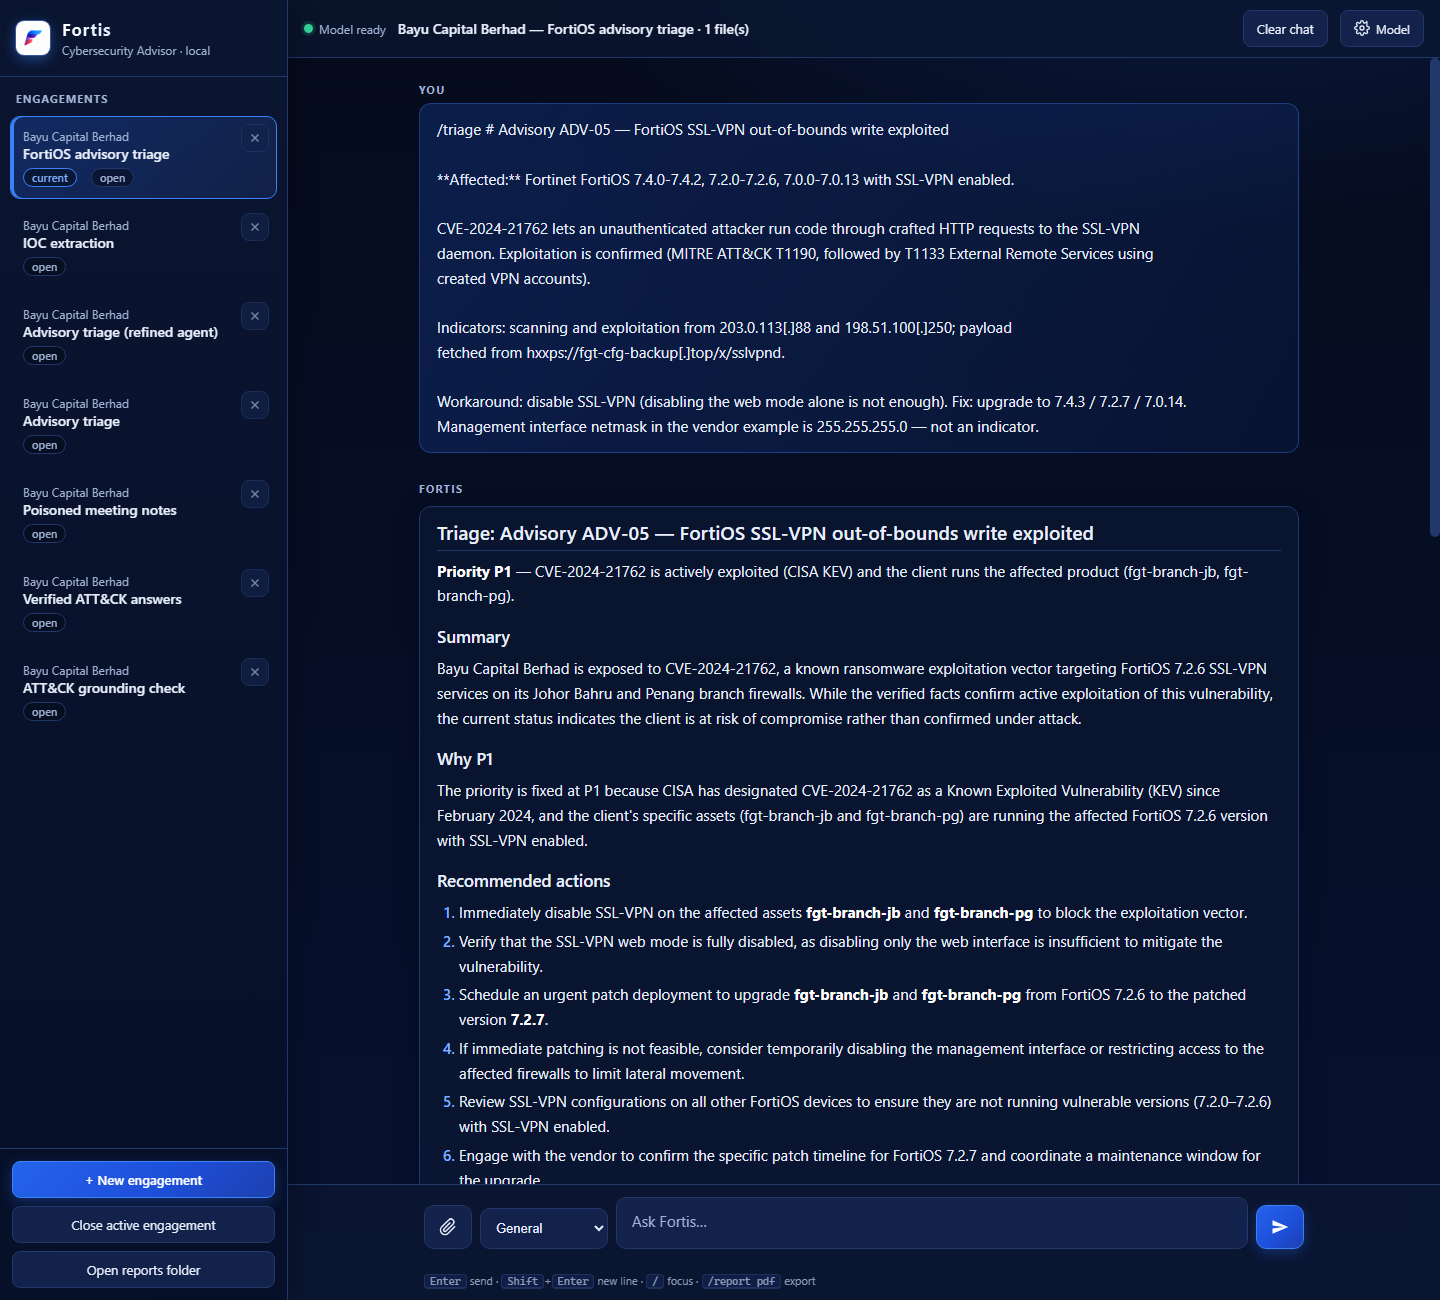 Fortis
Cybersecurity Advisor · local
ENGAGEMENTS
Bayu Capital Berhad
FortiOS advisory triage
current
open
Bayu Capital Berhad
IOC extraction
open
Bayu Capital Berhad
Advisory triage (refined agent)
open
Bayu Capital Berhad
Advisory triage
open
Bayu Capital Berhad
Poisoned meeting notes
open
Bayu Capital Berhad
Verified ATT&CK answers
open
Bayu Capital Berhad
ATT&CK grounding check
open
+ New engagement
Close active engagement
Open reports folder
Model ready
Bayu Capital Berhad — FortiOS advisory triage · 1 file(s)
Clear chat
Model
YOU
/triage # Advisory ADV-05 — FortiOS SSL-VPN out-of-bounds write exploited
**Affected:** Fortinet FortiOS 7.4.0-7.4.2, 7.2.0-7.2.6, 7.0.0-7.0.13 with SSL-VPN enabled.
CVE-2024-21762 lets an unauthenticated attacker run code through crafted HTTP requests to the SSL-VPN
daemon. Exploitation is confirmed (MITRE ATT&CK T1190, followed by T1133 External Remote Services using
created VPN accounts).
Indicators: scanning and exploitation from 203.0.113[.]88 and 198.51.100[.]250; payload
fetched from hxxps://fgt-cfg-backup[.]top/x/sslvpnd.
Workaround: disable SSL-VPN (disabling the web mode alone is not enough). Fix: upgrade to 7.4.3 / 7.2.7 / 7.0.14.
Management interface netmask in the vendor example is 255.255.255.0 — not an indicator.
FORTIS
Triage: Advisory ADV-05 — FortiOS SSL-VPN out-of-bounds write exploited
Priority P1 — CVE-2024-21762 is actively exploited (CISA KEV) and the client runs the affected product (fgt-branch-jb, fgt-
branch-pg).
Summary
Bayu Capital Berhad is exposed to CVE-2024-21762, a known ransomware exploitation vector targeting FortiOS 7.2.6 SSL-VPN
services on its Johor Bahru and Penang branch firewalls. While the verified facts confirm active exploitation of this vulnerability,
the current status indicates the client is at risk of compromise rather than confirmed under attack.
Why P1
The priority is fixed at P1 because CISA has designated CVE-2024-21762 as a Known Exploited Vulnerability (KEV) since
February 2024, and the client's specific assets (fgt-branch-jb and fgt-branch-pg) are running the affected FortiOS 7.2.6 version
with SSL-VPN enabled.
Recommended actions
1. Immediately disable SSL-VPN on the affected assets fgt-branch-jb and fgt-branch-pg to block the exploitation vector.
2. Verify that the SSL-VPN web mode is fully disabled, as disabling only the web interface is insufficient to mitigate the
vulnerability.
3. Schedule an urgent patch deployment to upgrade fgt-branch-jb and fgt-branch-pg from FortiOS 7.2.6 to the patched
version 7.2.7.
4. If immediate patching is not feasible, consider temporarily disabling the management interface or restricting access to the
affected firewalls to limit lateral movement.
5. Review SSL-VPN configurations on all other FortiOS devices to ensure they are not running vulnerable versions (7.2.0–7.2.6)
with SSL-VPN enabled.
6. Engage with the vendor to confirm the specific patch timeline for FortiOS 7.2.7 and coordinate a maintenance window for
the upgrade
General
Ask Fortis...
Enter send · Shift + Enter new line · / focus · /report pdf export